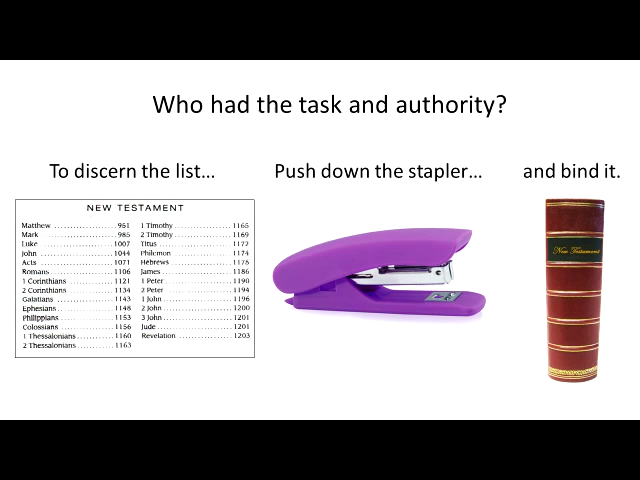 Who had the task and authority?
To discern the list...
Push down the stapler...
and bind it.
NEW TESTAMENT
Matthew .................. 951
Mark ..................... 985
Luke .................... 1007
John .................... 1044
Acts .................... 1071
Romans .................. 1106
1 Corinthians ........... 1121
2 Corinthians ........... 1134
Galatians ............... 1143
Ephesians ............... 1148
Philippians ............. 1153
Colossians .............. 1156
1 Thessalonians ......... 1160
2 Thessalonians ......... 1163
1 Timothy ............... 1165
2 Timothy ............... 1169
Titus ................... 1172
Philemon ................ 1174
Hebrews ................. 1175
James ................... 1186
1 Peter ................. 1190
2 Peter ................. 1194
1 John .................. 1196
2 John .................. 1200
3 John .................. 1201
Jude .................... 1201
Revelation .............. 1203
New Testament